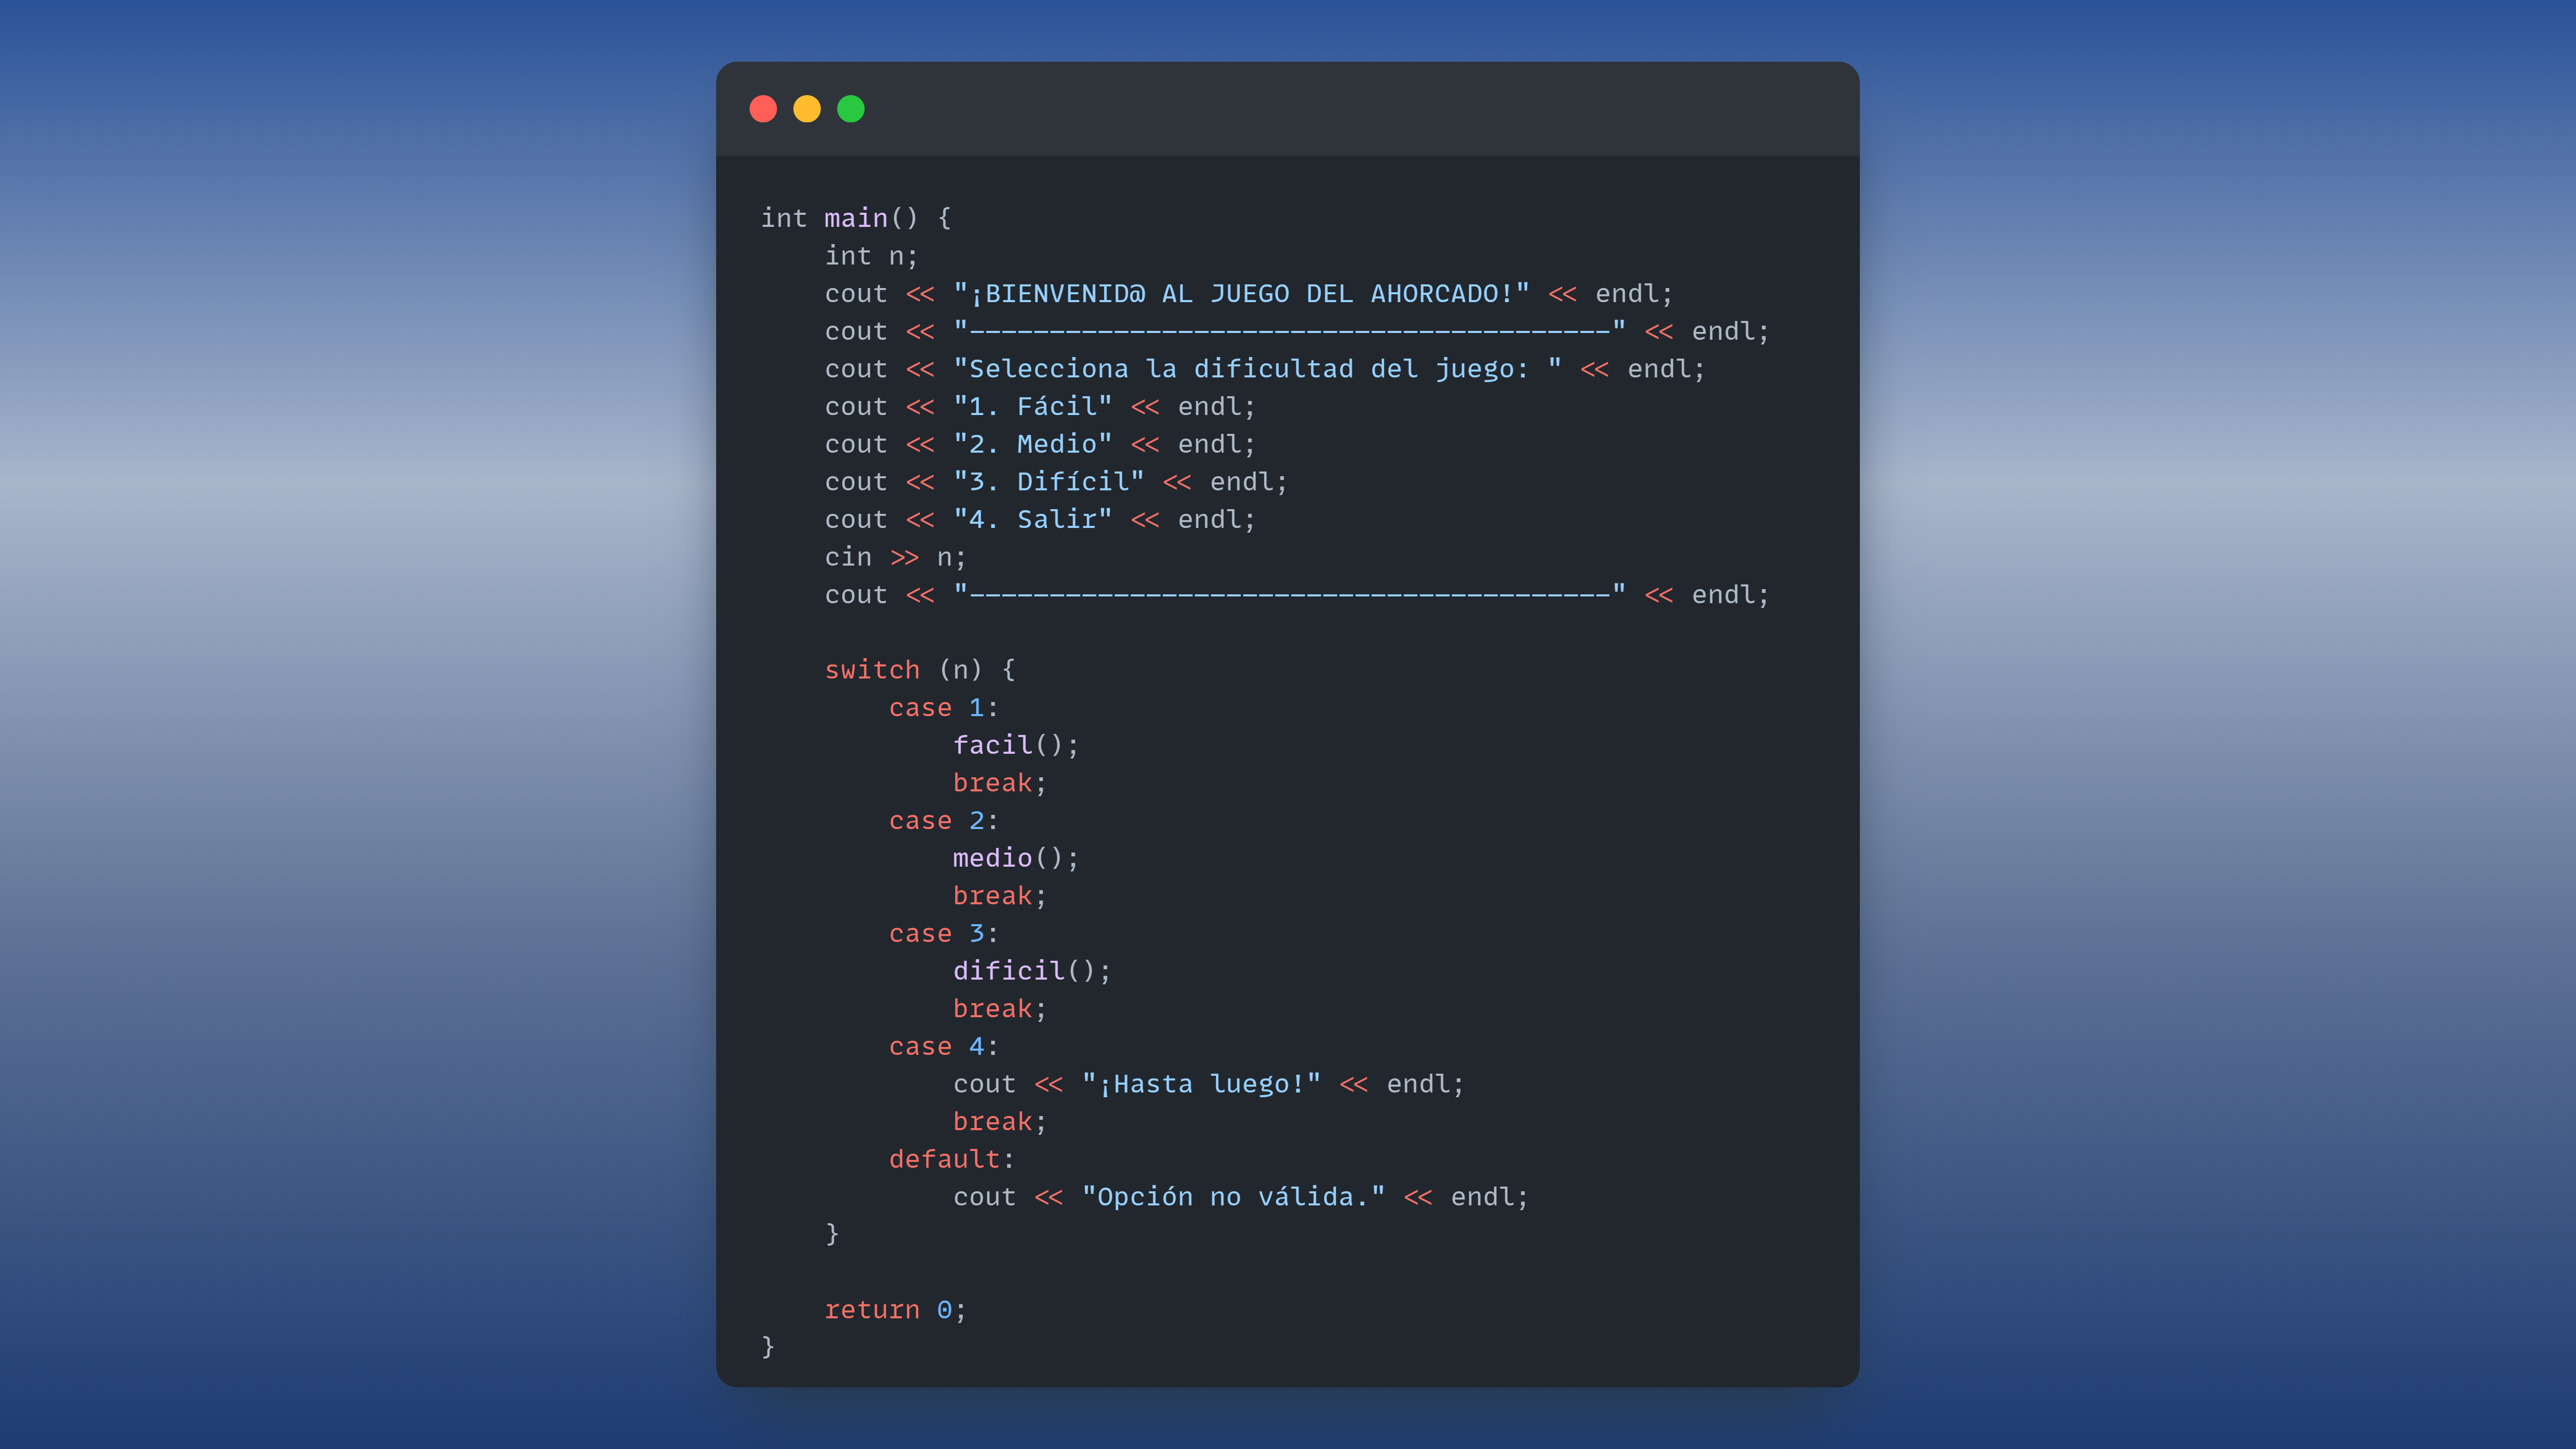 int main() {
    int n;
    cout << "¡BIENVENID@ AL JUEGO DEL AHORCADO!" << endl;
    cout << "----------------------------------------" << endl;
    cout << "Selecciona la dificultad del juego: " << endl;
    cout << "1. Fácil" << endl;
    cout << "2. Medio" << endl;
    cout << "3. Difícil" << endl;
    cout << "4. Salir" << endl;
    cin >> n;
    cout << "----------------------------------------" << endl;

    switch (n) {
        case 1:
            facil();
            break;
        case 2:
            medio();
            break;
        case 3:
            dificil();
            break;
        case 4:
            cout << "¡Hasta luego!" << endl;
            break;
        default:
            cout << "Opción no válida." << endl;
    }

    return 0;
}